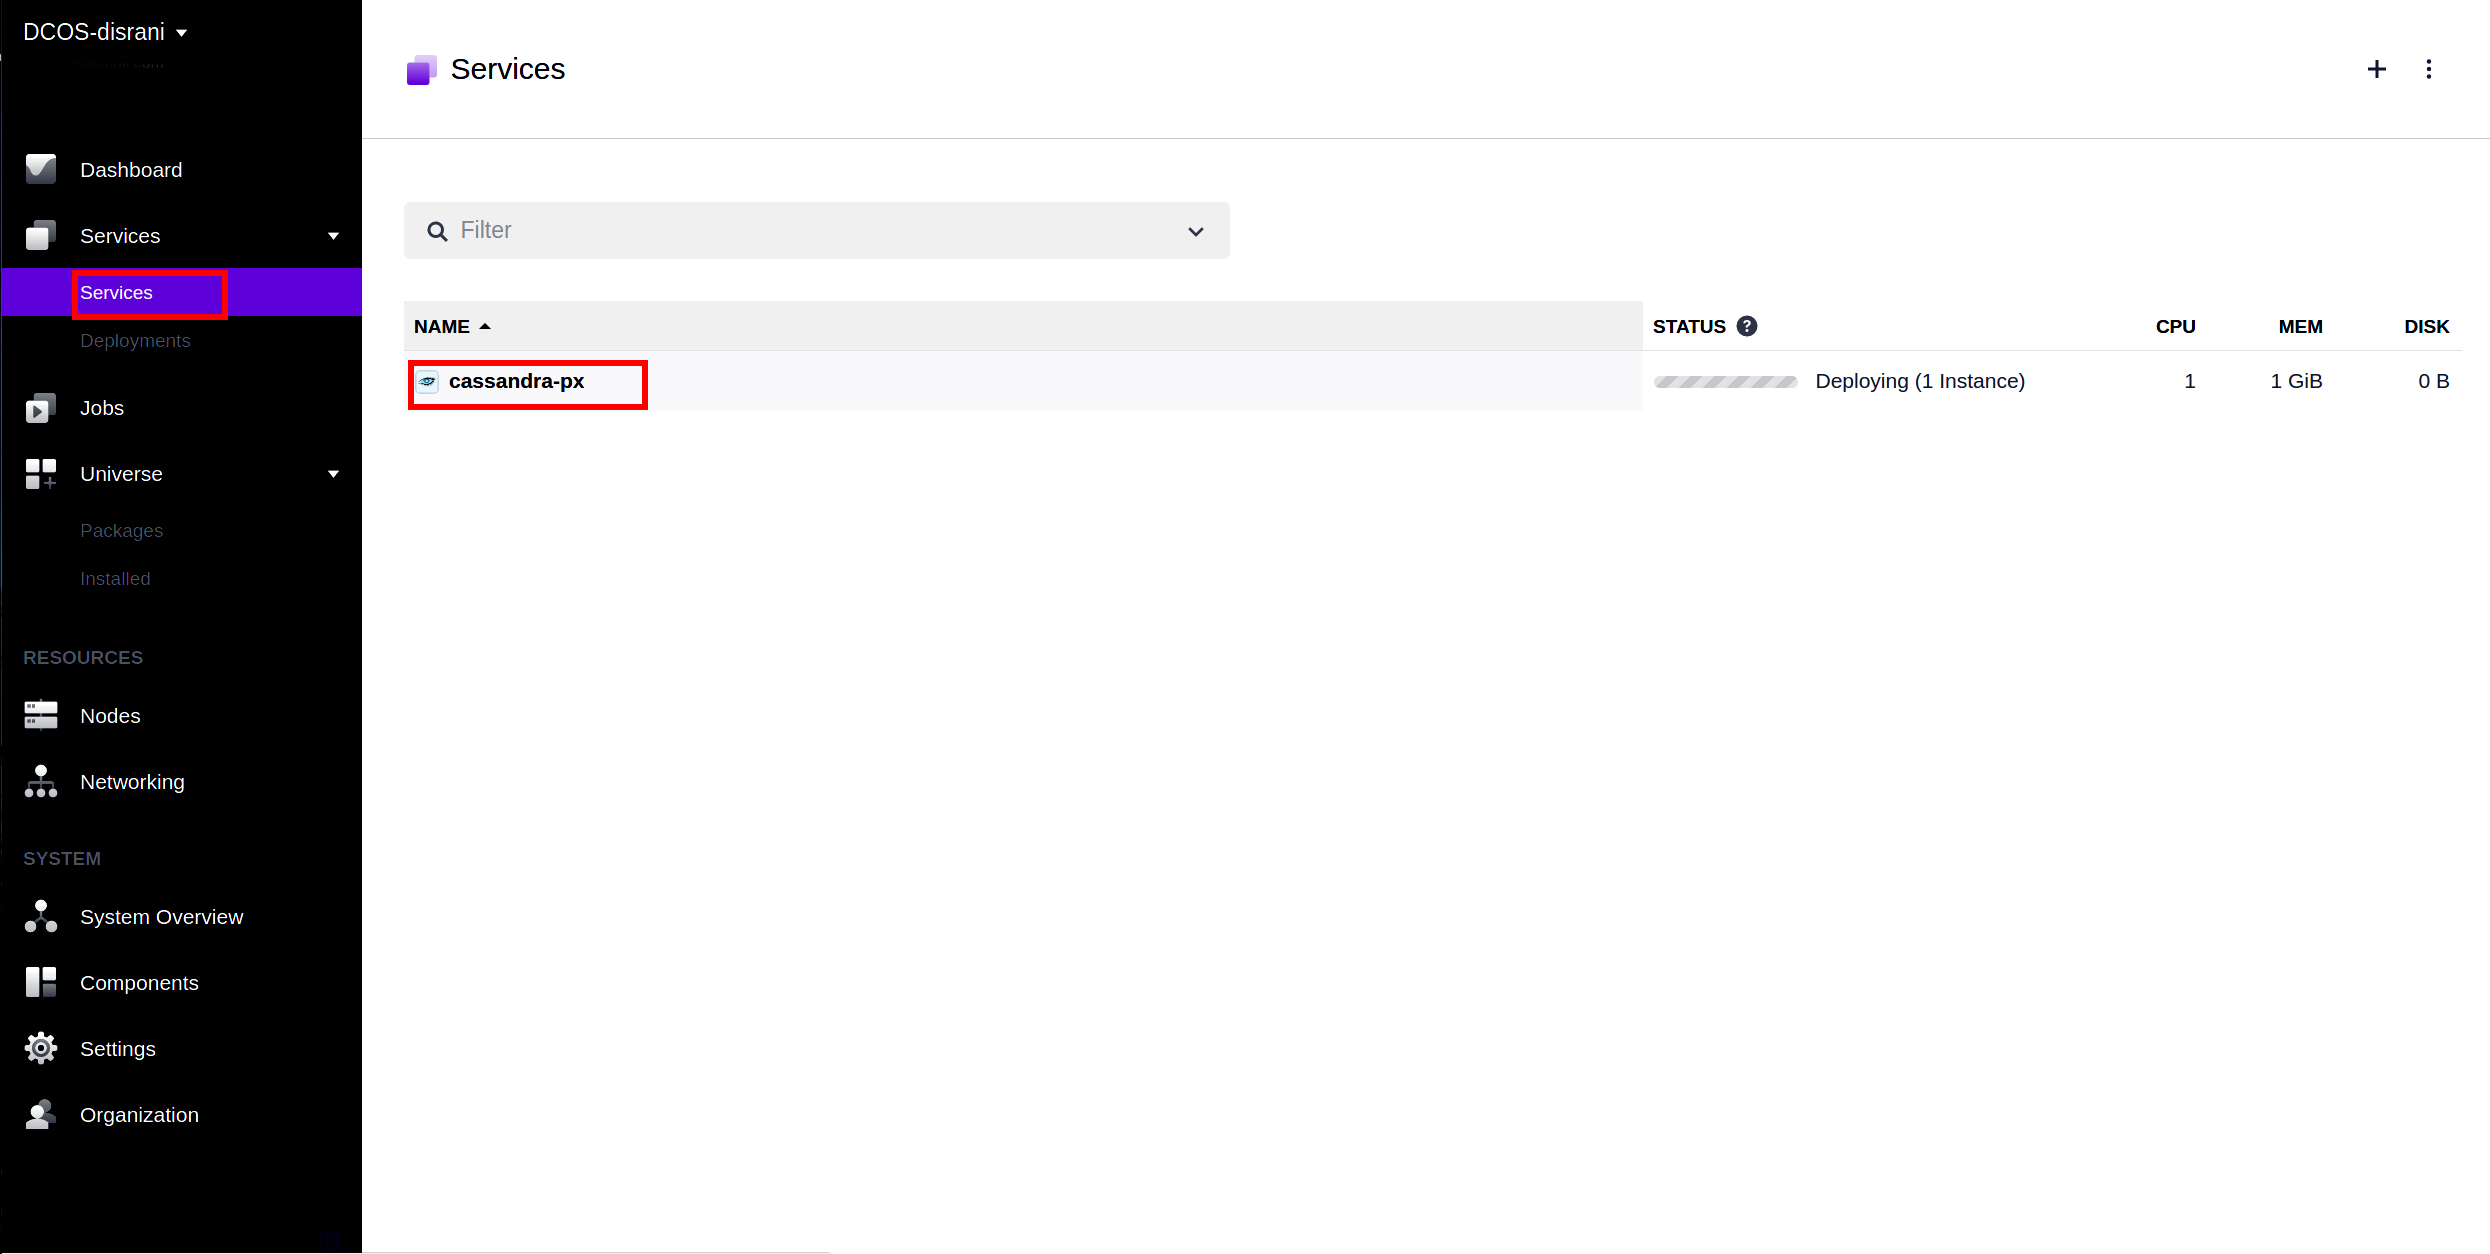 DCOS-disrani
Dashboard
Services
Services
Deployments
Jobs
Universe
Packages
Installed
RESOURCES
Nodes
Networking
SYSTEM
System Overview
Components
Settings
Organization
Services
Filter
NAME STATUS ? CPU MEM DISK
cassandra-px Deploying (1 Instance) 1 1 GiB 0 B